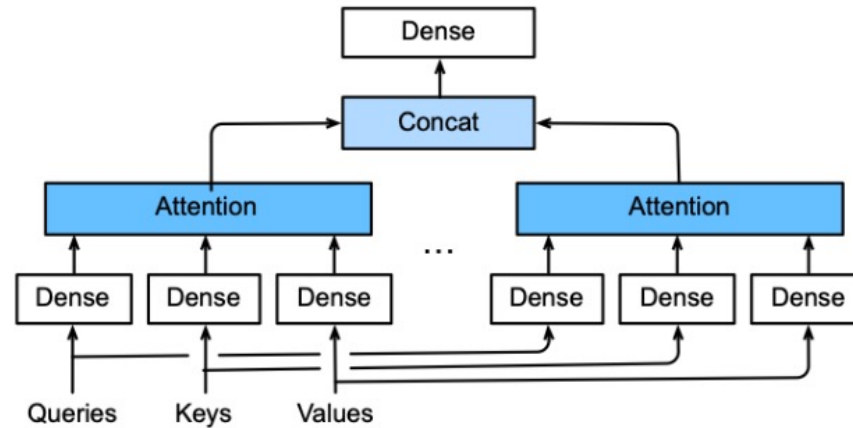 Dense
Concat
Attention Attention
...
Dense Dense Dense Dense Dense Dense
Queries Keys Values